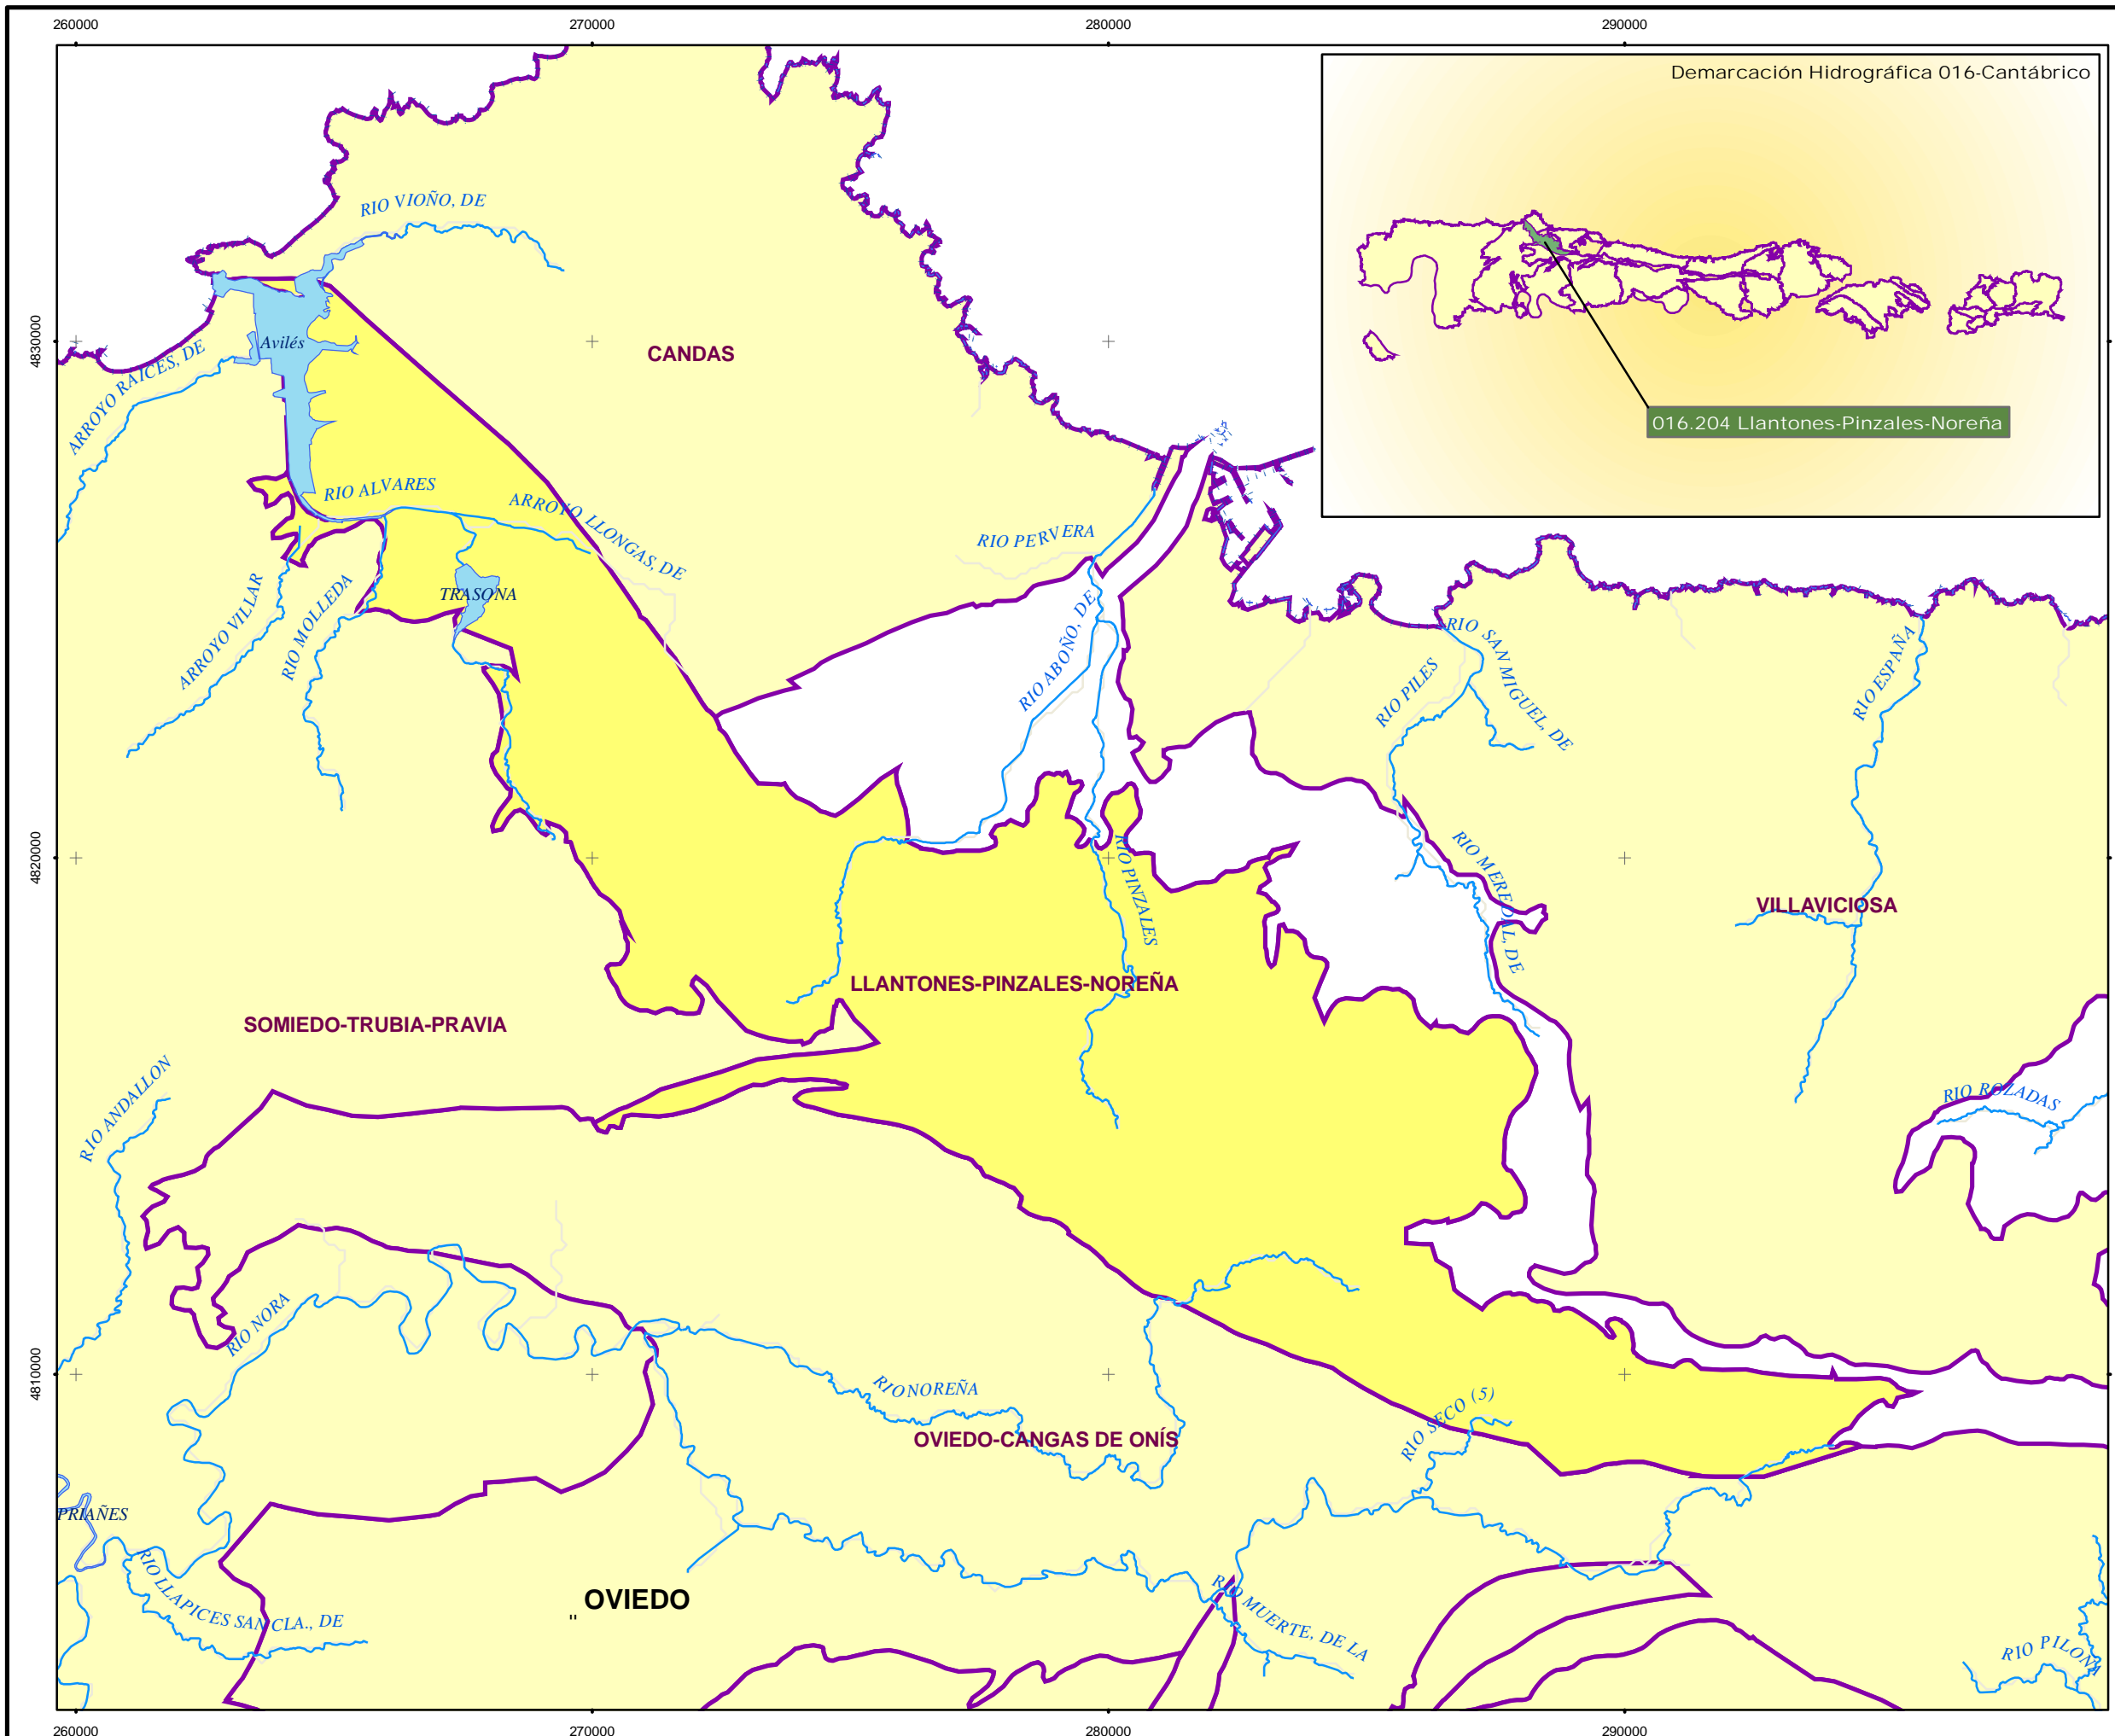 260000
270000
280000
290000
Demarcación Hidrográfica 016-Cantábrico
016.204 Llantones-Pinzales-Noreña
4830000
4820000
4810000
RIO VIOÑO, DE
Avilés
ARROYO RAICES, DE
CANDAS
RIO ALVARES
ARROYO LLONGAS, DE
RIO PERVERA
TRASONA
ARROYO VILLAR
RIO MOLLEDA
RIO ABOÑO, DE
RIO PILES
RIO SAN MIGUEL, DE
RIO ESPAÑA
RIO PINZALES
RIO MEREDAL, DE
VILLAVICIOSA
LLANTONES-PINZALES-NOREÑA
SOMIEDO-TRUBIA-PRAVIA
RIO ANDALLON
RIO ROZADAS
RIO NORA
RIO NOREÑA
RIO SECO (5)
OVIEDO-CANGAS DE ONÍS
PRIAÑES
RIO LLAPICES SAN CLA., DE
" OVIEDO
RIO MUERTE, DE LA
RIO PILOÑA
260000
270000
280000
290000